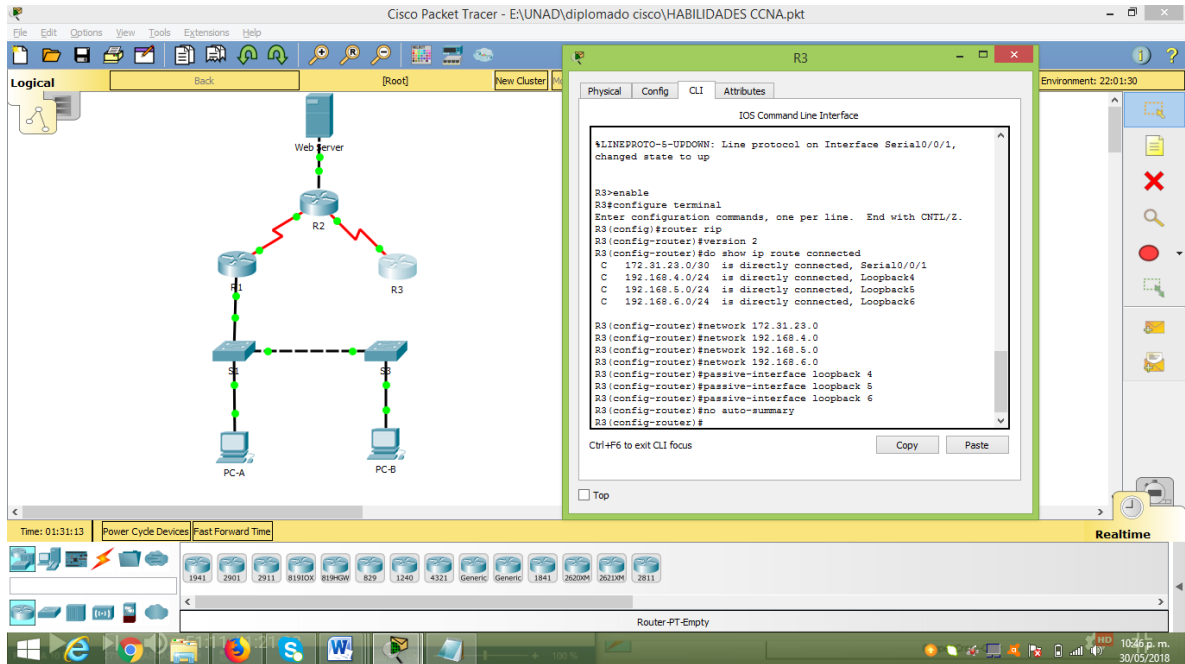 Cisco Packet Tracer - E:\UNAD\diplomado cisco\HABILIDADES CCNA.pkt
File Edit Options View Tools Extensions Help
Logical
Back
[Root]
New Cluster
Environment: 22:01:30
R3
Physical
Config
CLI
Attributes
IOS Command Line Interface
%LINEPROTO-5-UPDOWN: Line protocol on Interface Serial0/0/1,
changed state to up
R3>enable
R3#configure terminal
Enter configuration commands, one per line. End with CNTL/Z.
R3(config)#router rip
R3(config-router)#version 2
R3(config-router)#do show ip route connected
C 172.31.23.0/30 is directly connected, Serial0/0/1
C 192.168.4.0/24 is directly connected, Loopback4
C 192.168.5.0/24 is directly connected, Loopback5
C 192.168.6.0/24 is directly connected, Loopback6
R3(config-router)#network 172.31.23.0
R3(config-router)#network 192.168.4.0
R3(config-router)#network 192.168.5.0
R3(config-router)#network 192.168.6.0
R3(config-router)#passive-interface loopback 4
R3(config-router)#passive-interface loopback 5
R3(config-router)#passive-interface loopback 6
R3(config-router)#no auto-summary
R3(config-router)#
Ctrl+F6 to exit CLI focus
Copy
Paste
Top
Web Server
R2
R1
R3
S1
S3
PC-A
PC-B
Time: 01:31:13
Power Cycle Devices
Fast Forward Time
Realtime
1941
2901
2911
819IOX
819HGW
829
1240
4321
Generic
Generic
1841
2620XM
2621XM
2811
Router-PT-Empty
100 %
HD
10:46 p. m.
30/05/2018